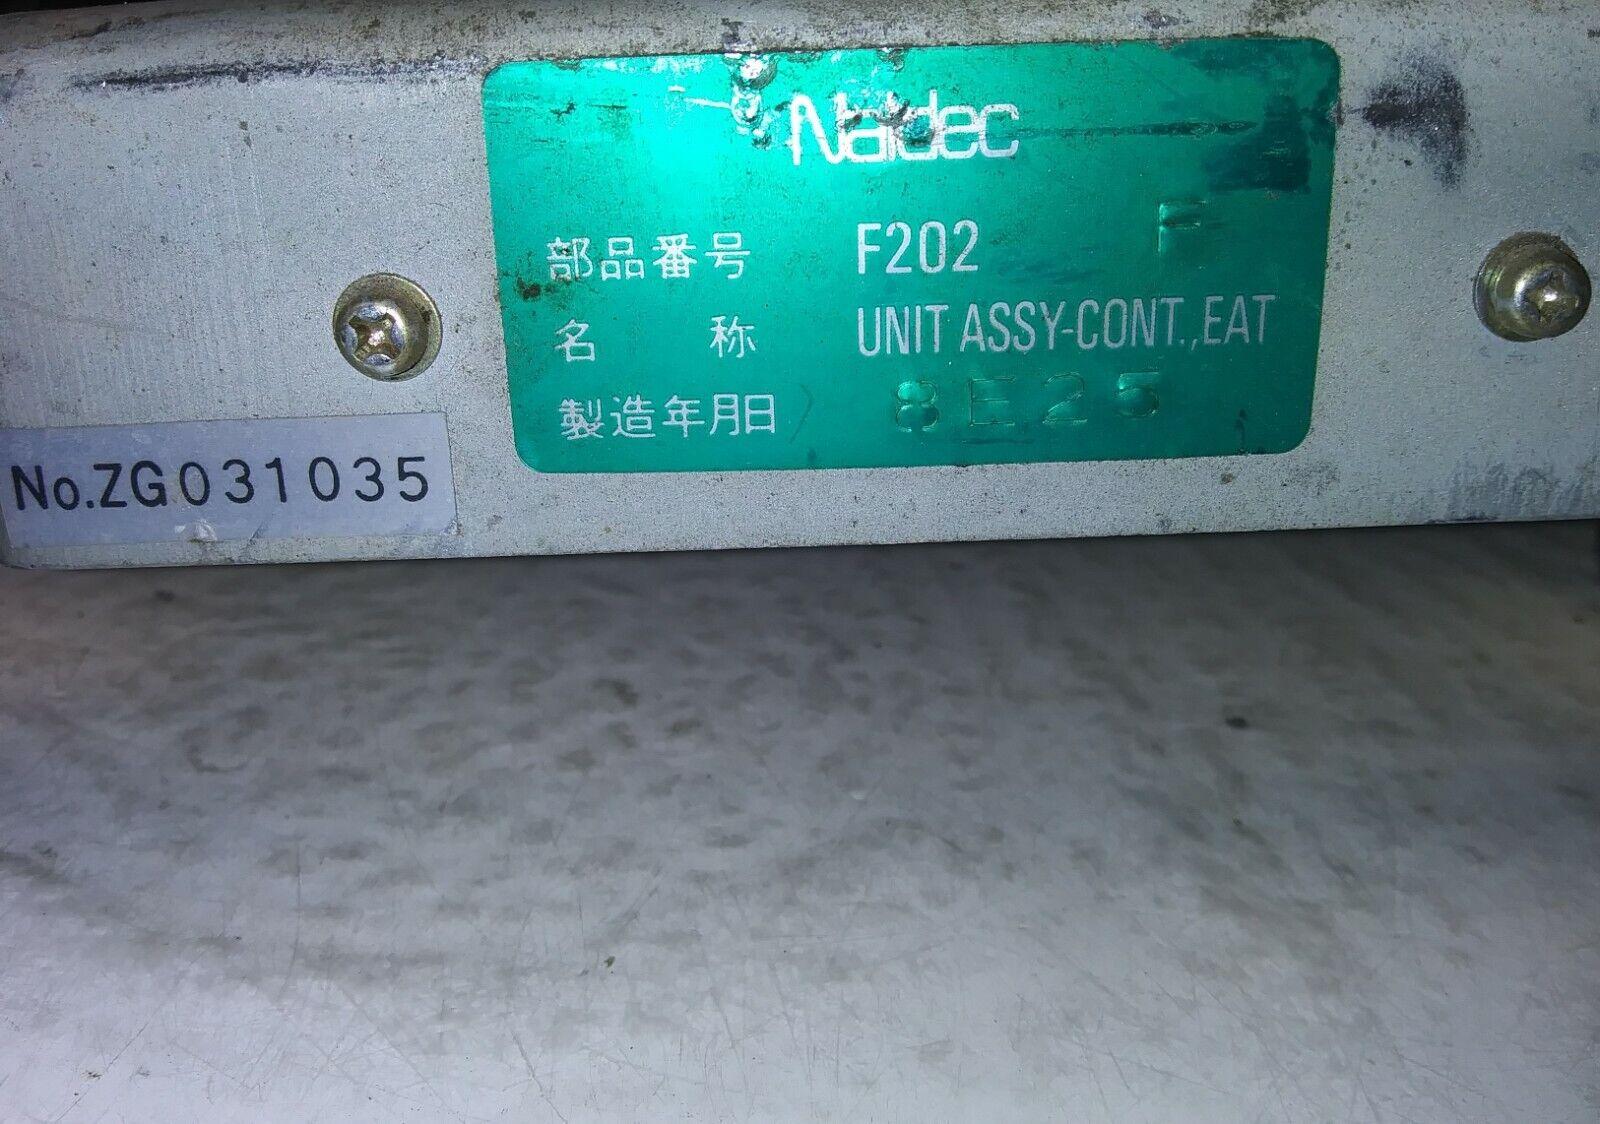 Naldec
部品番号 F202 F
名 称 UNIT ASSY-CONT.,EAT
製造年月日 8E25
No.ZG031035